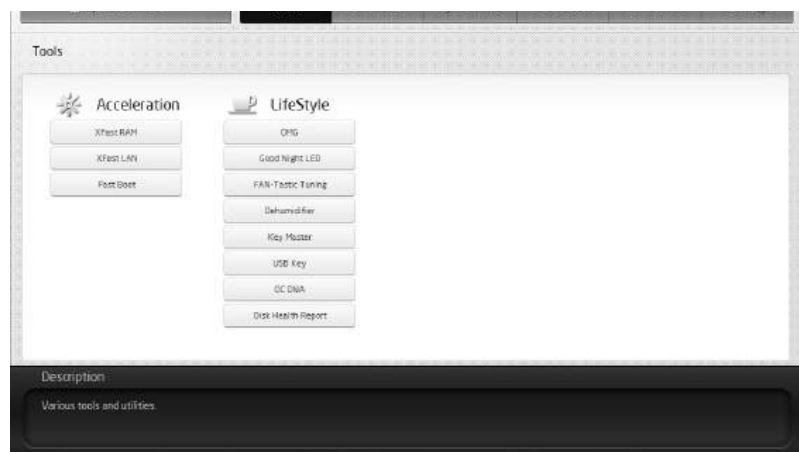 Tools
Acceleration
XFast RAM
XFast LAN
Fast Boot
LifeStyle
OMG
Good Night LED
FAN-Tastic Tuning
Dehumidifier
Key Master
USB Key
OC DNA
Disk Health Report
Description
Various tools and utilities.